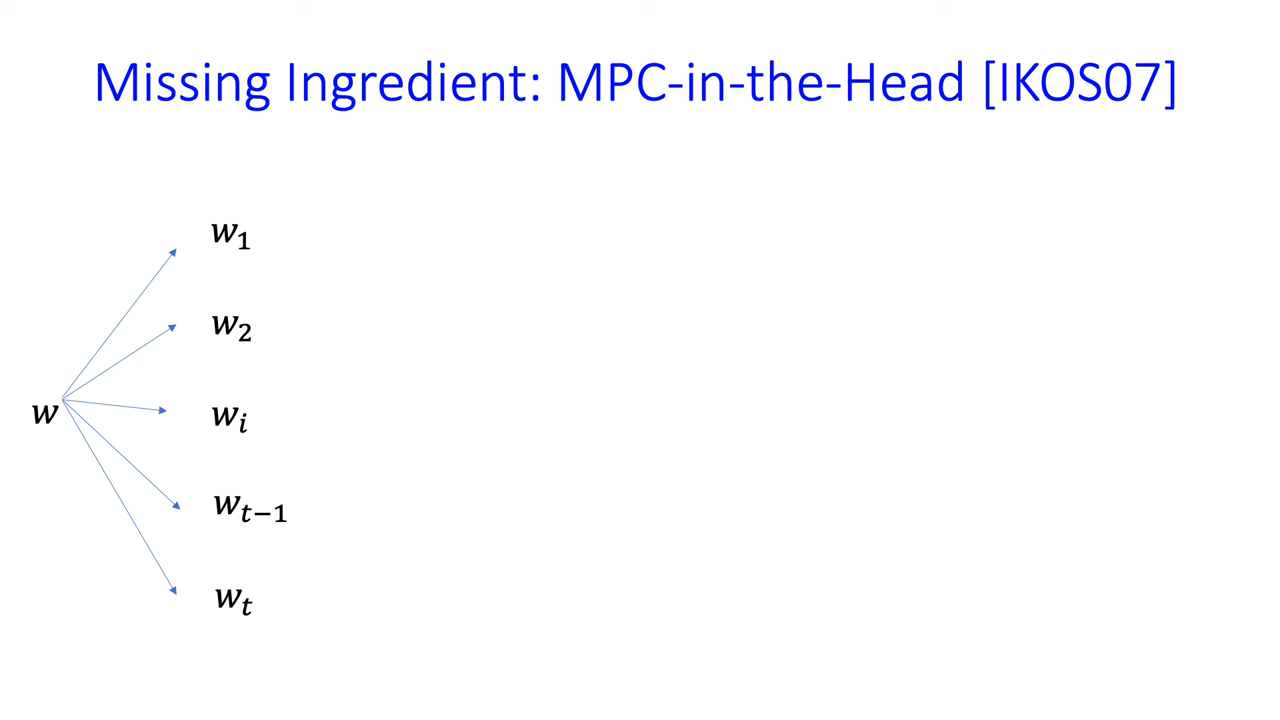 Missing Ingredient: MPC-in-the-Head [IKOS07]
w₁
w₂
w
wᵢ
wₜ₋₁
wₜ